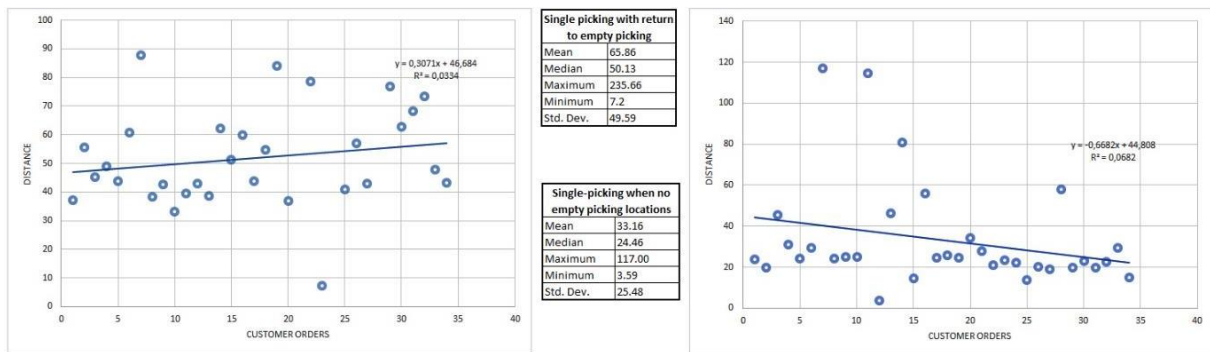 100
90
80
70
60
50
40
30
20
10
0
DISTANCE
y = 0,3071x + 46,684
R² = 0,0334
0 5 10 15 20 25 30 35 40
CUSTOMER ORDERS
Single picking with return
to empty picking
Mean 65.86
Median 50.13
Maximum 235.66
Minimum 7.2
Std. Dev. 49.59
Single-picking when no
empty picking locations
Mean 33.16
Median 24.46
Maximum 117.00
Minimum 3.59
Std. Dev. 25.48
140
120
100
80
60
40
20
0
DISTANCE
y = -0,6682x + 44,808
R² = 0,0682
0 5 10 15 20 25 30 35 40
CUSTOMER ORDERS